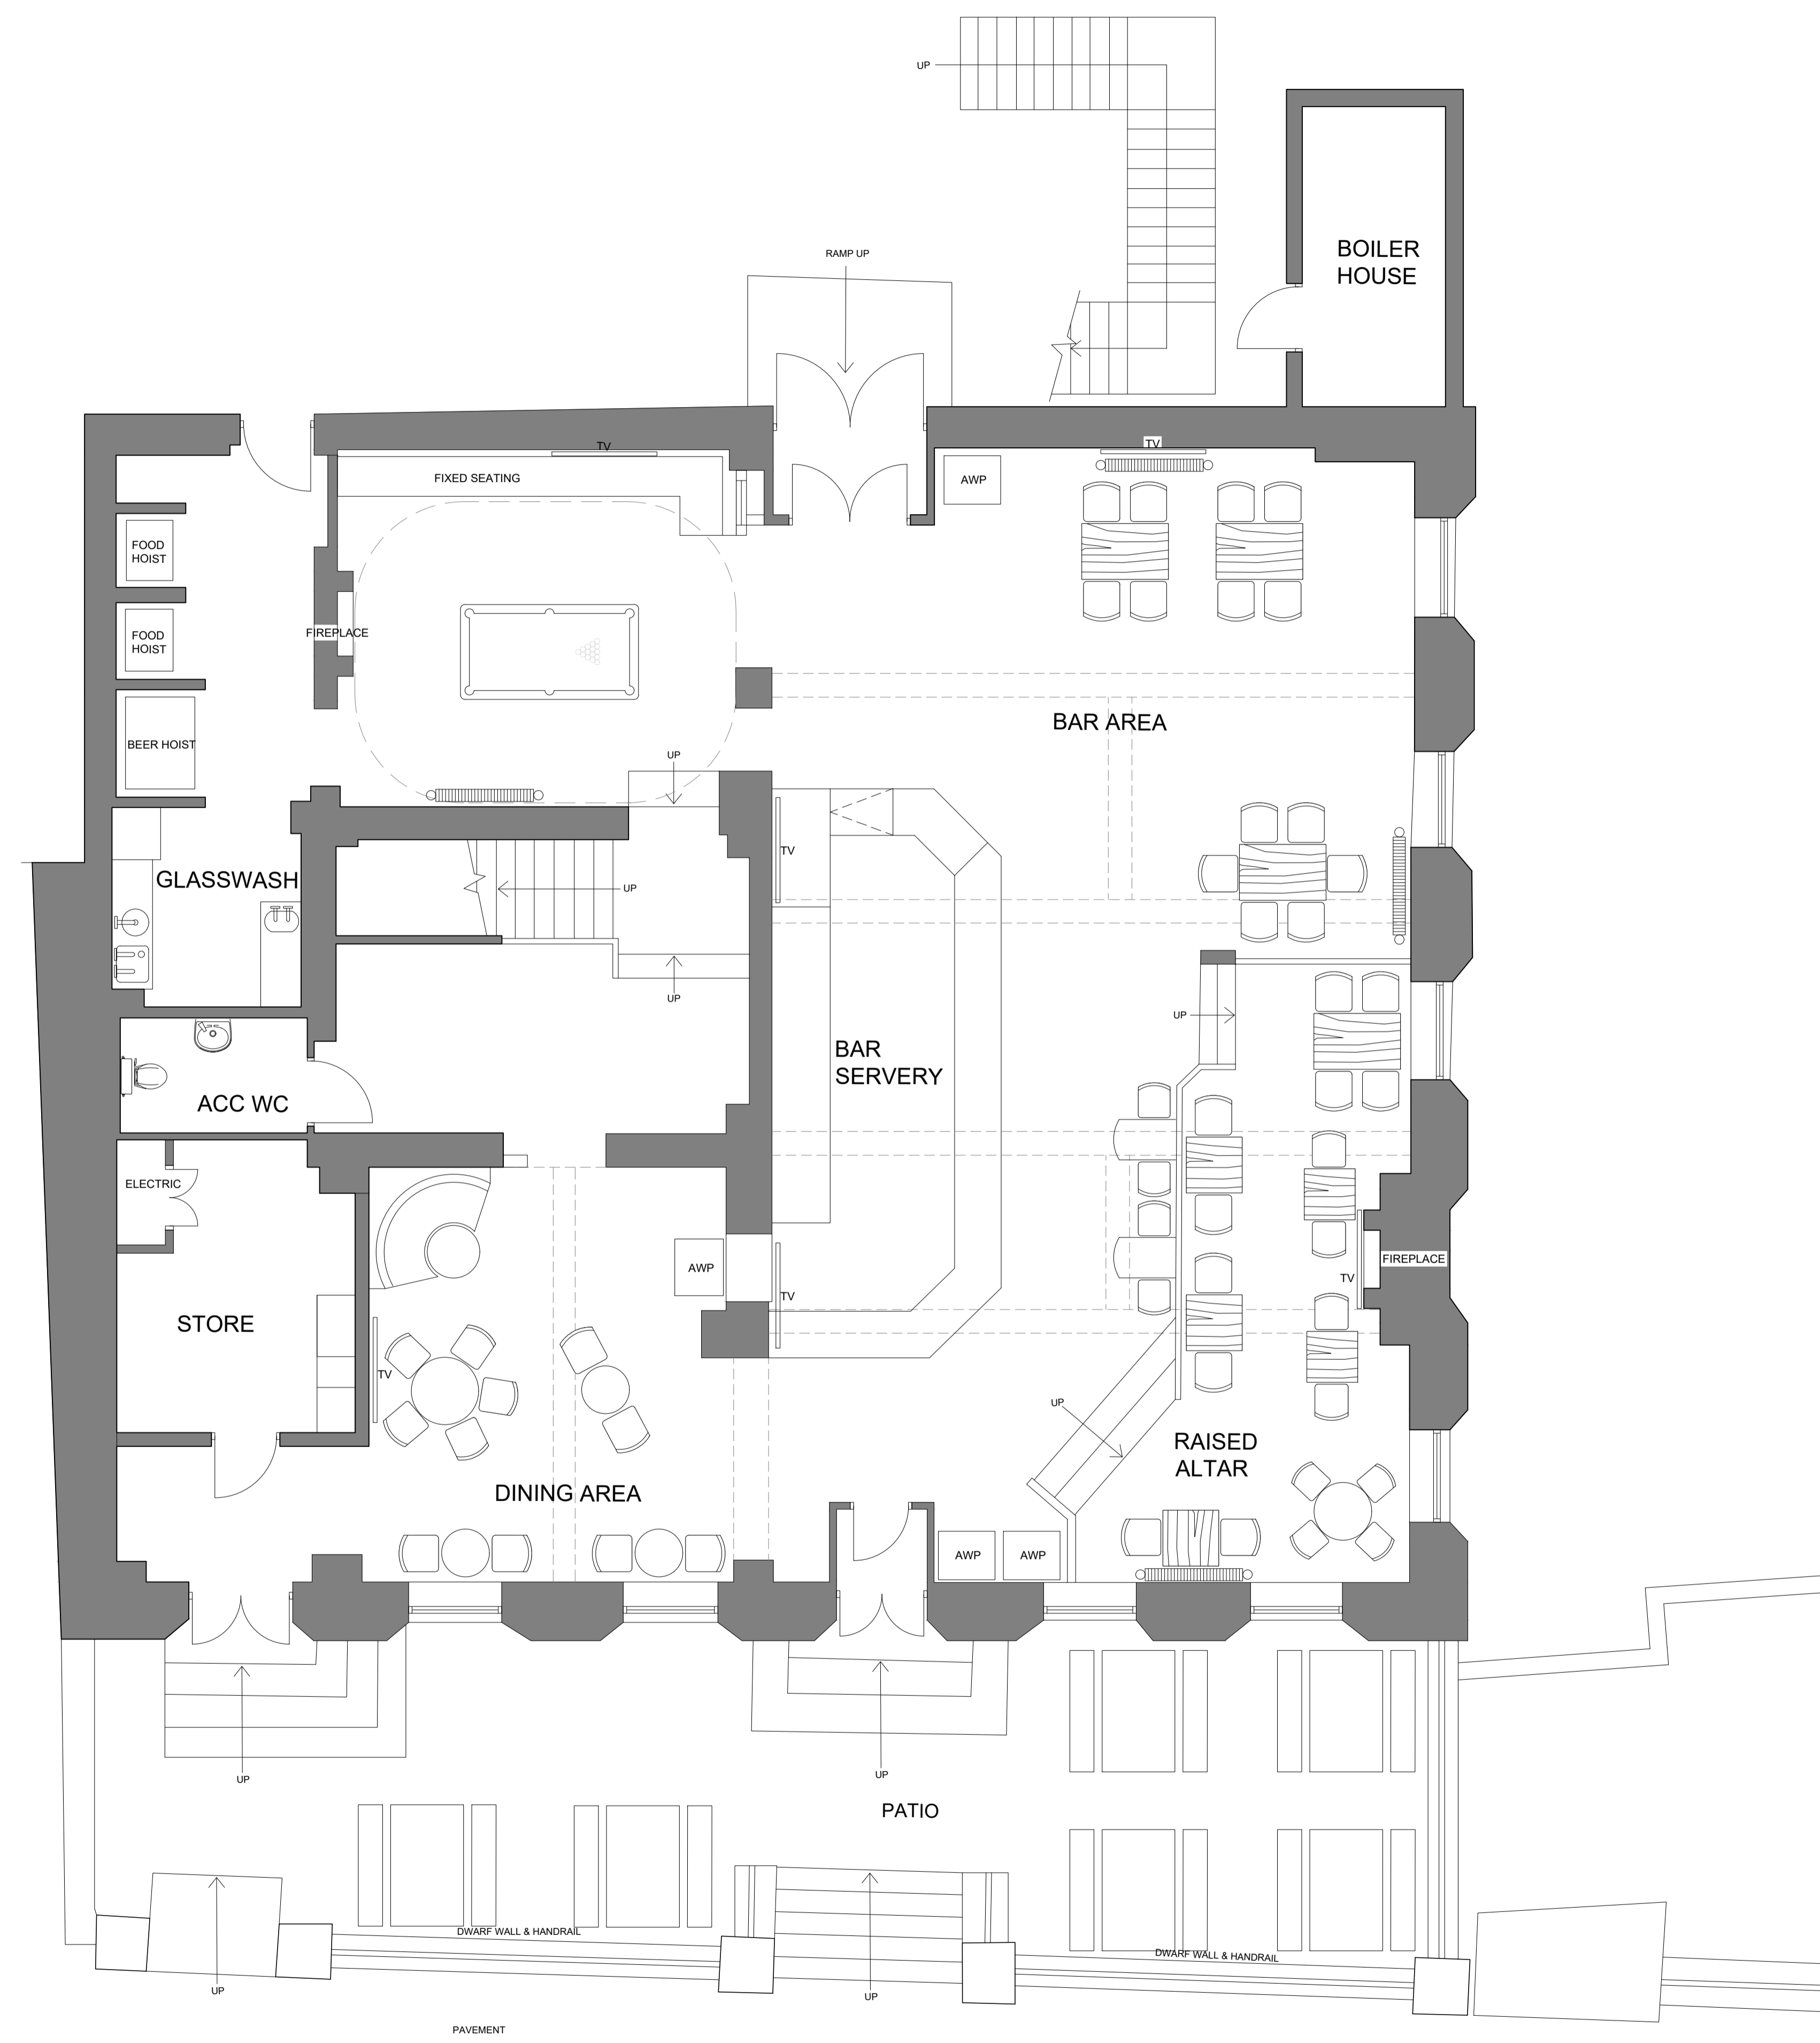 UP
BOILER
HOUSE
RAMP UP
TV
TV
FIXED SEATING
AWP
FOOD
HOIST
FOOD
HOIST
FIREPLACE
BAR AREA
BEER HOIST
UP
TV
GLASSWASH
UP
UP
UP
BAR
SERVERY
ACC WC
ELECTRIC
FIREPLACE
AWP
TV
TV
STORE
TV
UP
RAISED
ALTAR
DINING AREA
AWP
AWP
UP
UP
PATIO
DWARF WALL & HANDRAIL
DWARF WALL & HANDRAIL
UP
UP
PAVEMENT